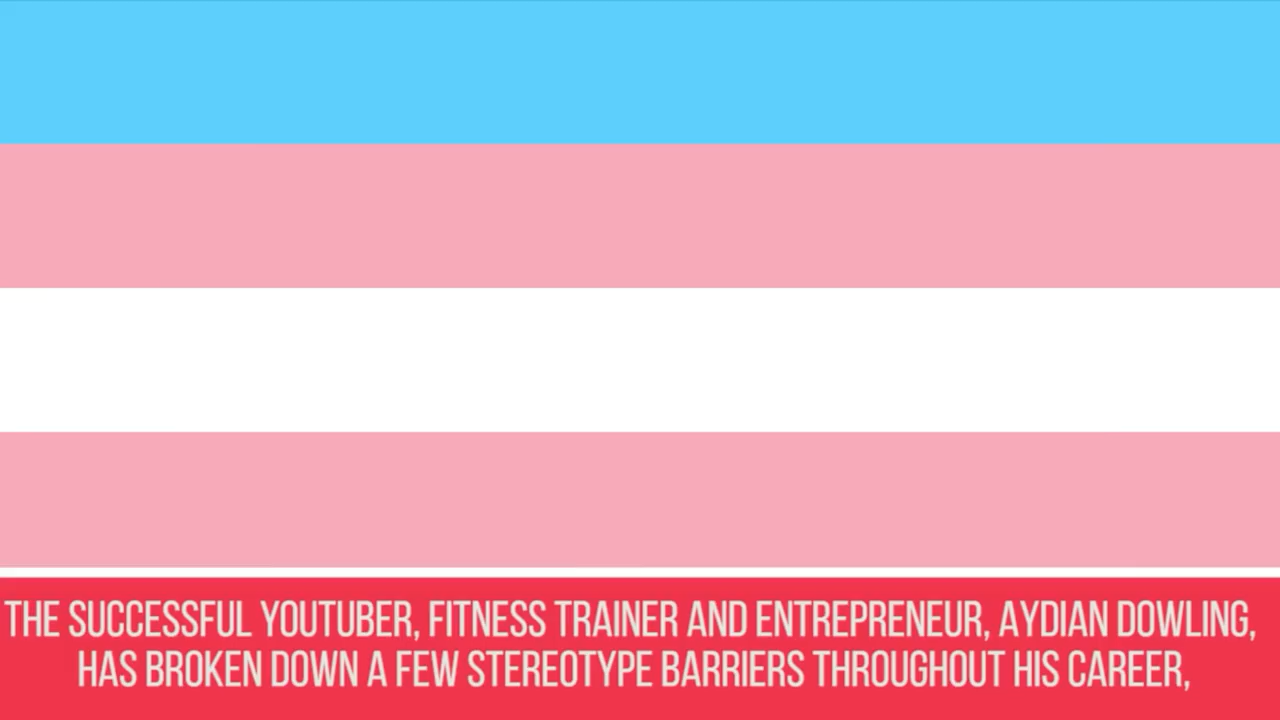 THE SUCCESSFUL YOUTUBER, FITNESS TRAINER AND ENTREPRENEUR, AYDIAN DOWLING,
HAS BROKEN DOWN A FEW STEREOTYPE BARRIERS THROUGHOUT HIS CAREER,